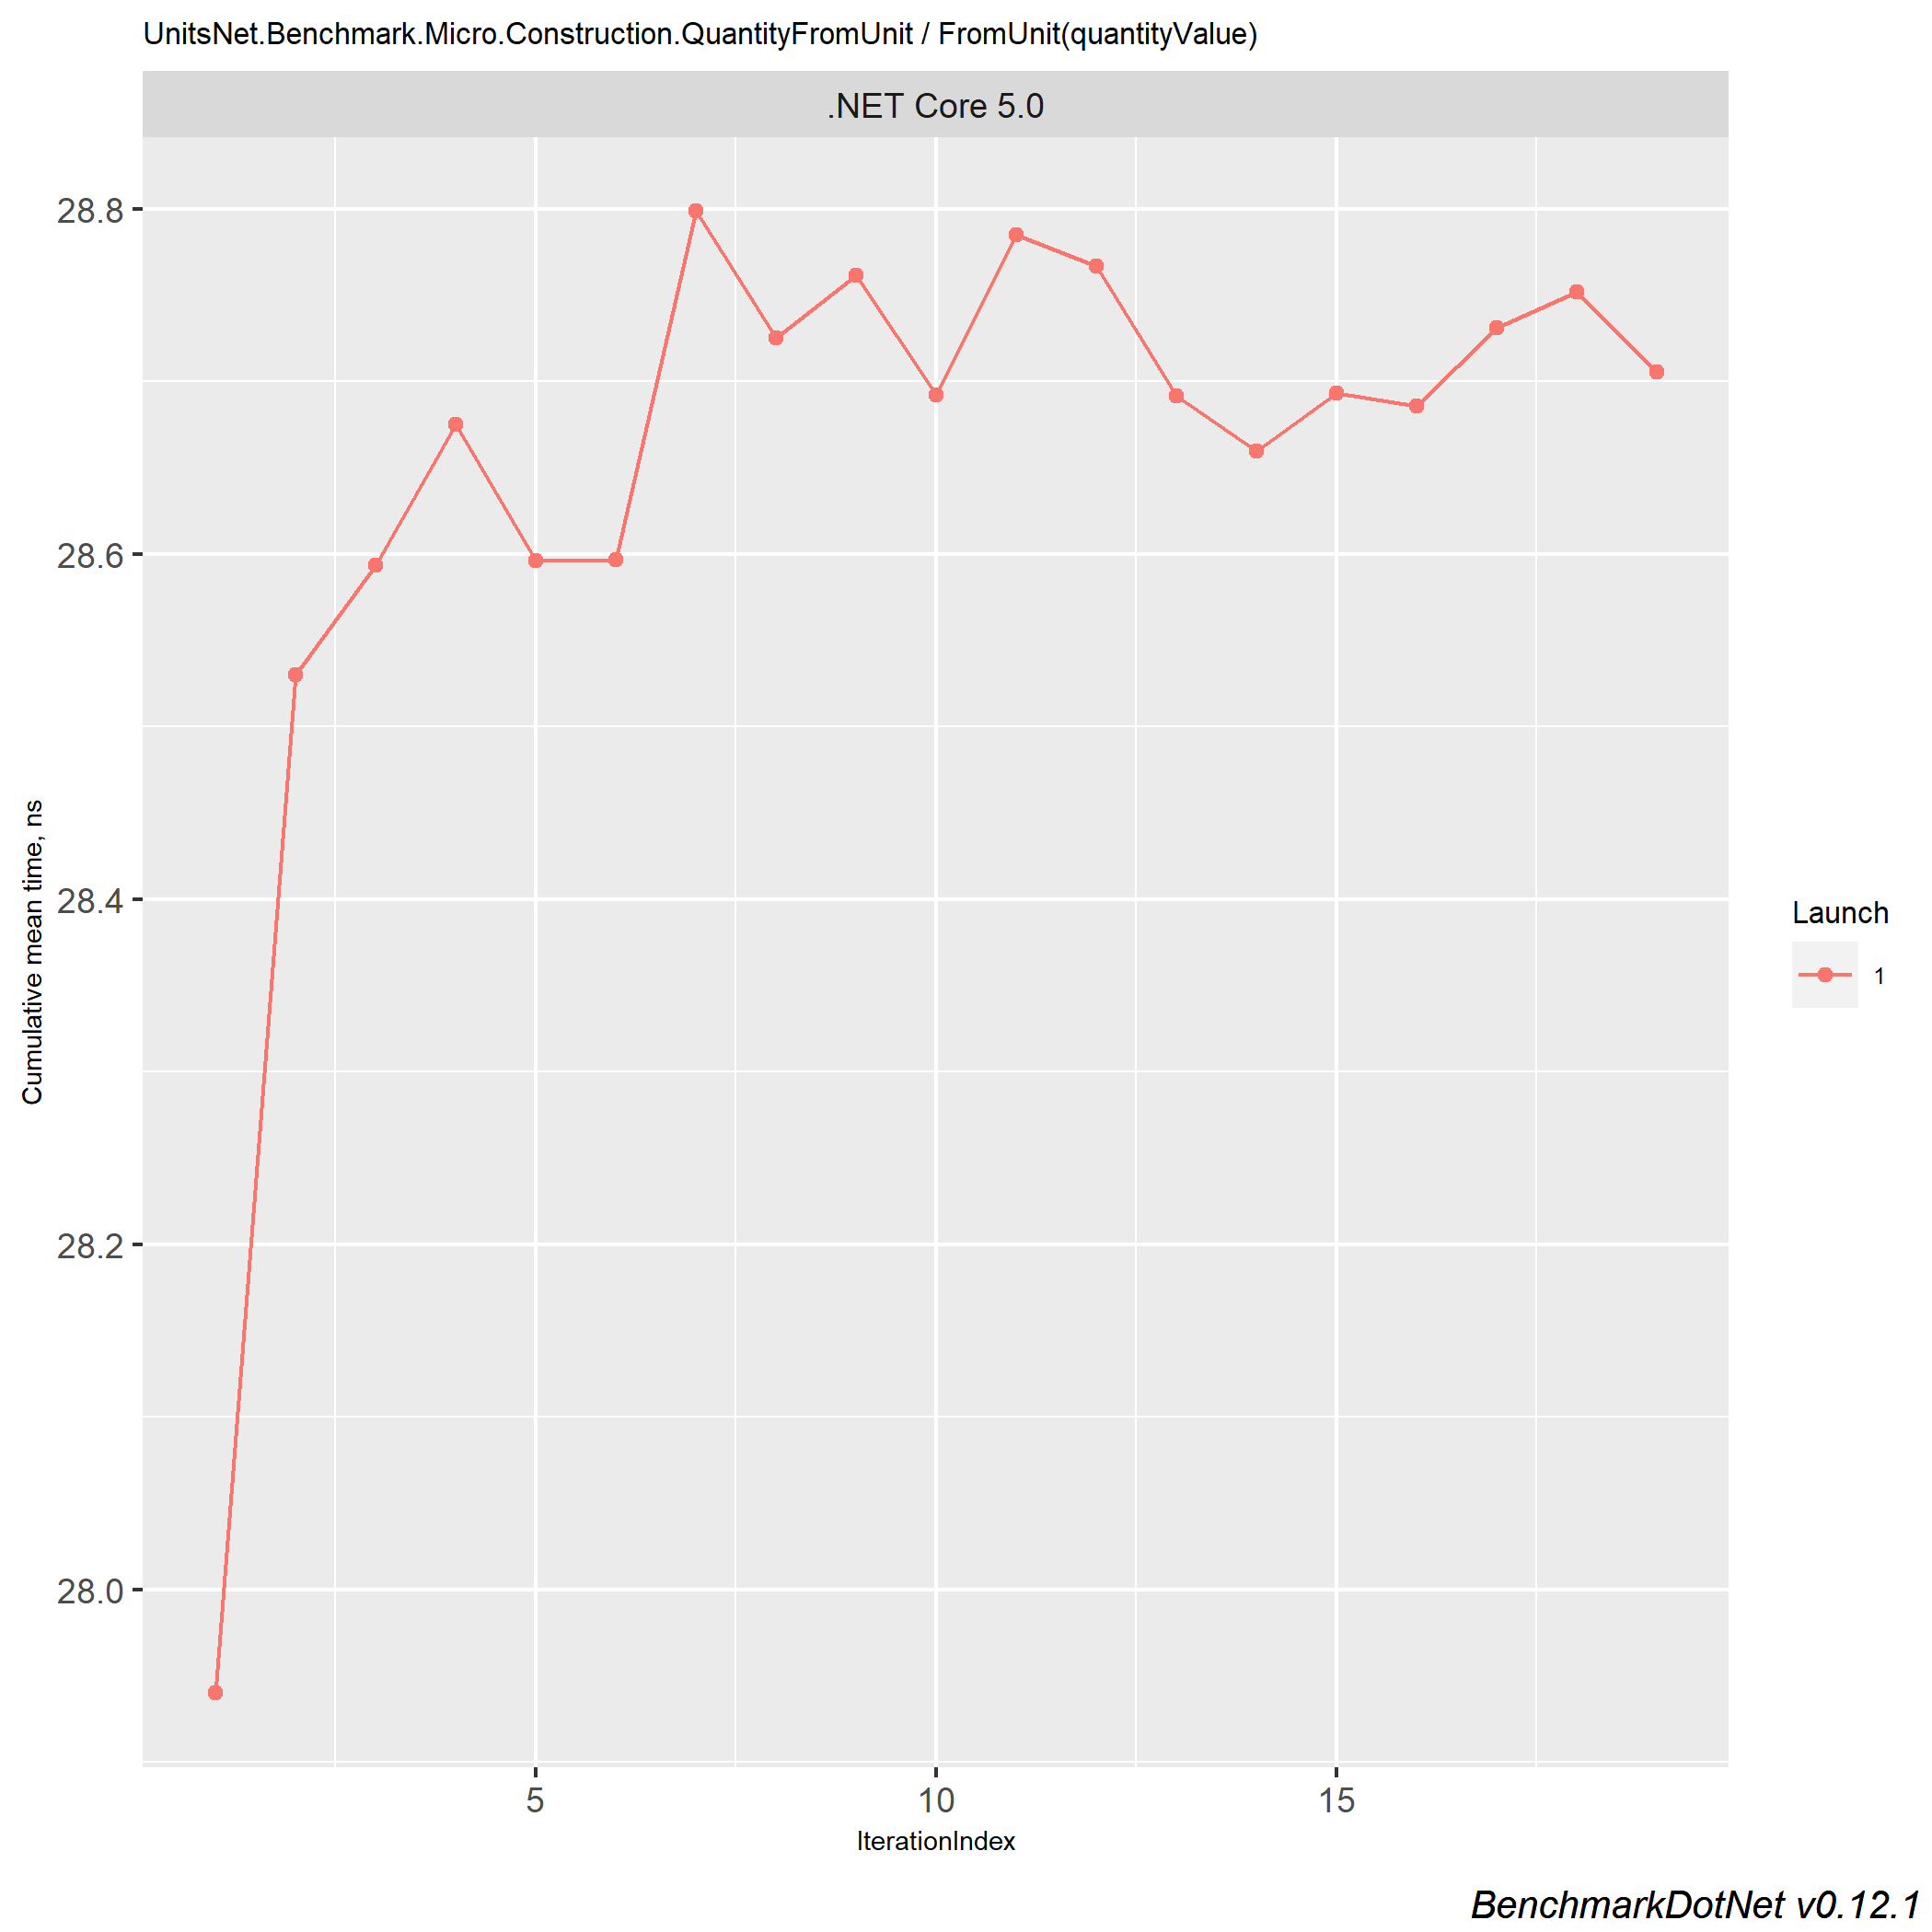 UnitsNet.Benchmark.Micro.Construction.QuantityFromUnit / FromUnit(quantityValue)
.NET Core 5.0
28.8
28.6
28.4
28.2
28.0
Cumulative mean time, ns
5 10 15
IterationIndex
Launch
1
BenchmarkDotNet v0.12.1